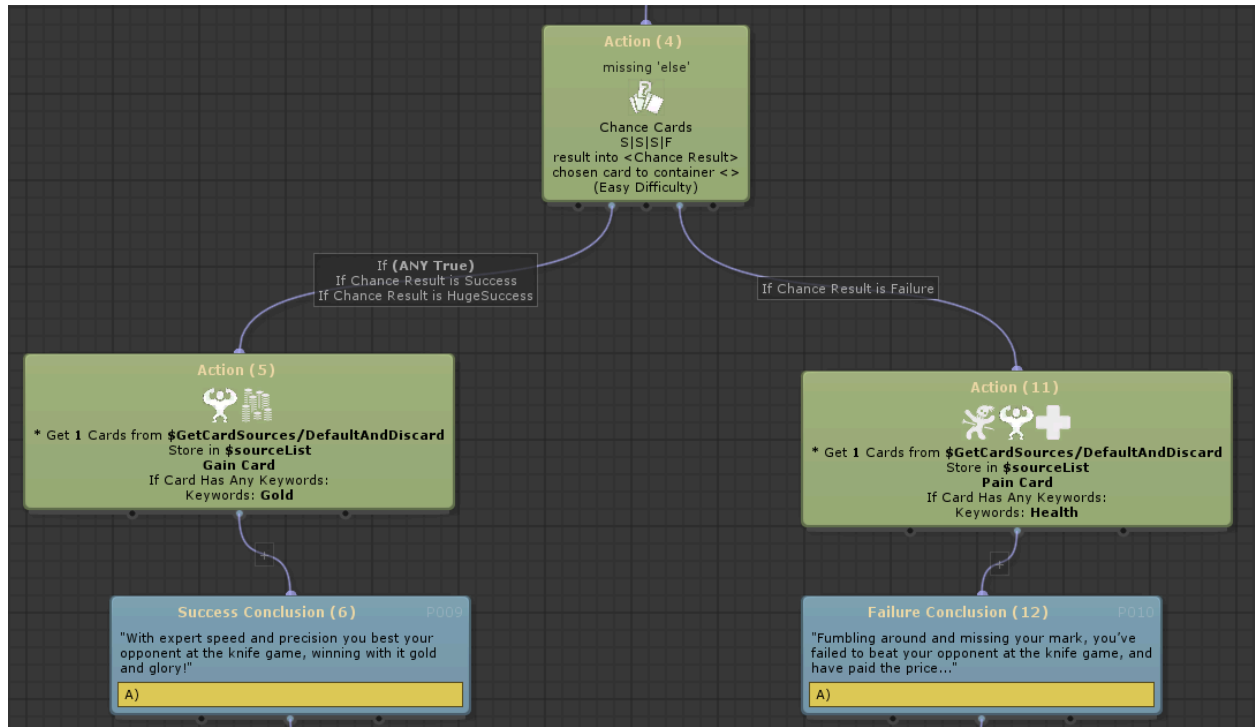 Action (4)
missing 'else'
Chance Cards
S|S|S|F
result into <Chance Result>
chosen card to container <>
(Easy Difficulty)
If (ANY True)
If Chance Result is Success
If Chance Result is HugeSuccess
If Chance Result is Failure
Action (5)
* Get 1 Cards from $GetCardSources/DefaultAndDiscard
Store in $sourceList
Gain Card
If Card Has Any Keywords:
Keywords: Gold
Action (11)
* Get 1 Cards from $GetCardSources/DefaultAndDiscard
Store in $sourceList
Pain Card
If Card Has Any Keywords:
Keywords: Health
+
+
Success Conclusion (6)
P009
"With expert speed and precision you best your
opponent at the knife game, winning with it gold
and glory!"
A)
Failure Conclusion (12)
P010
"Fumbling around and missing your mark, you've
failed to beat your opponent at the knife game, and
have paid the price..."
A)